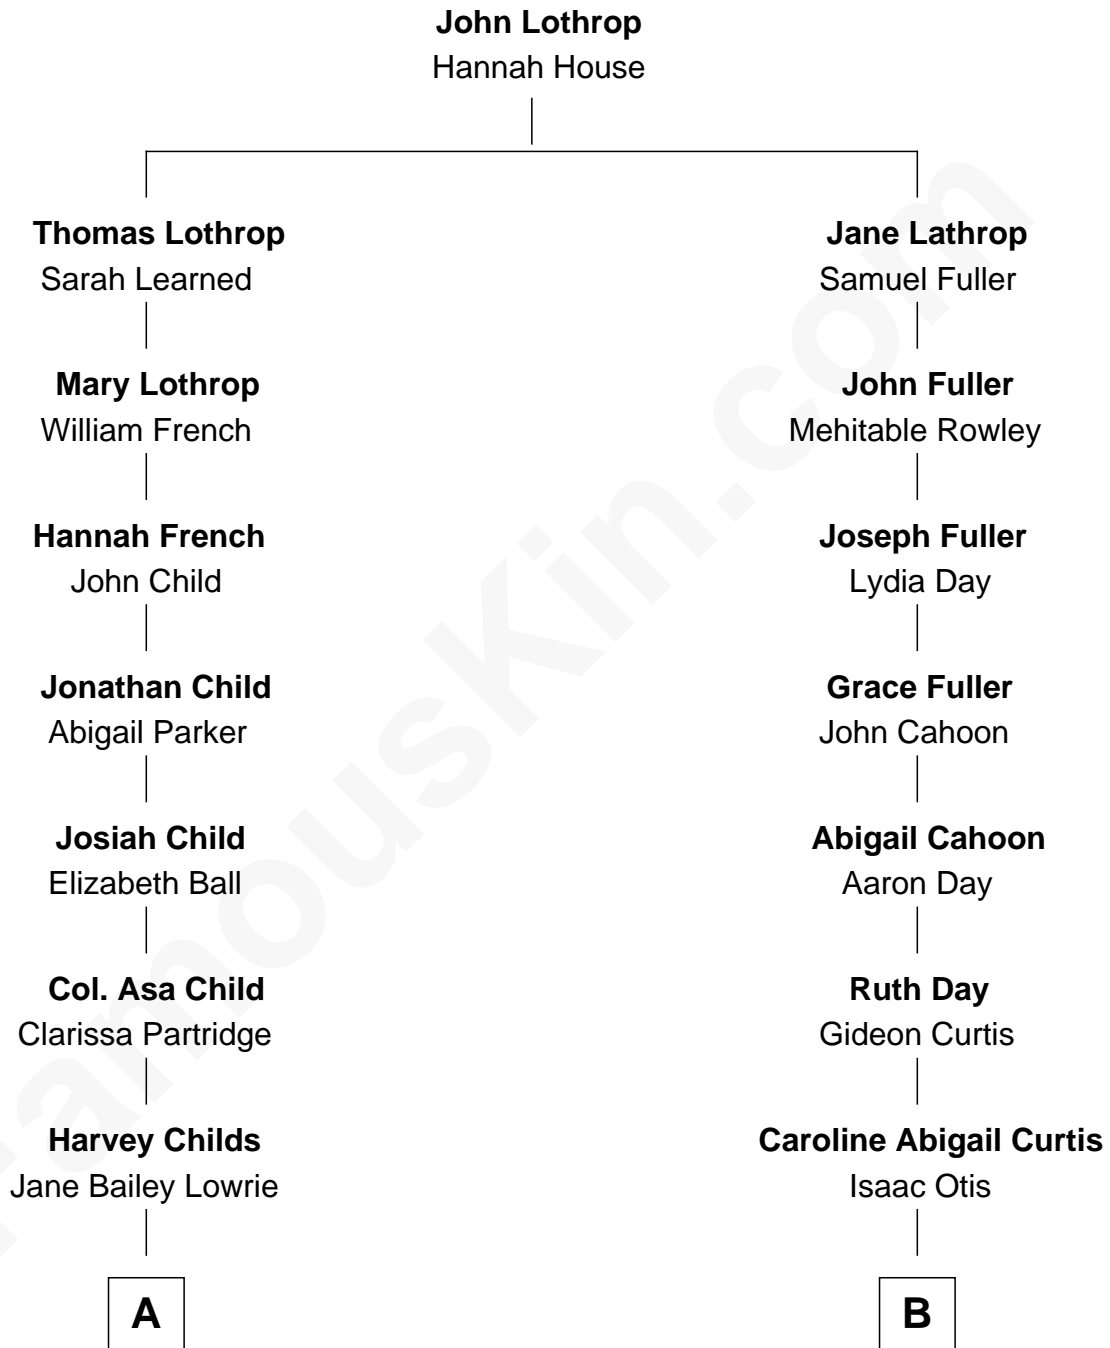 John Lothrop
Hannah House
Thomas Lothrop
Sarah Learned
Mary Lothrop
William French
Hannah French
John Child
Jonathan Child
Abigail Parker
Josiah Child
Elizabeth Ball
Col. Asa Child
Clarissa Partridge
Harvey Childs
Jane Bailey Lowrie
A
Jane Lathrop
Samuel Fuller
John Fuller
Mehitable Rowley
Joseph Fuller
Lydia Day
Grace Fuller
John Cahoon
Abigail Cahoon
Aaron Day
Ruth Day
Gideon Curtis
Caroline Abigail Curtis
Isaac Otis
B
FamousKin.com